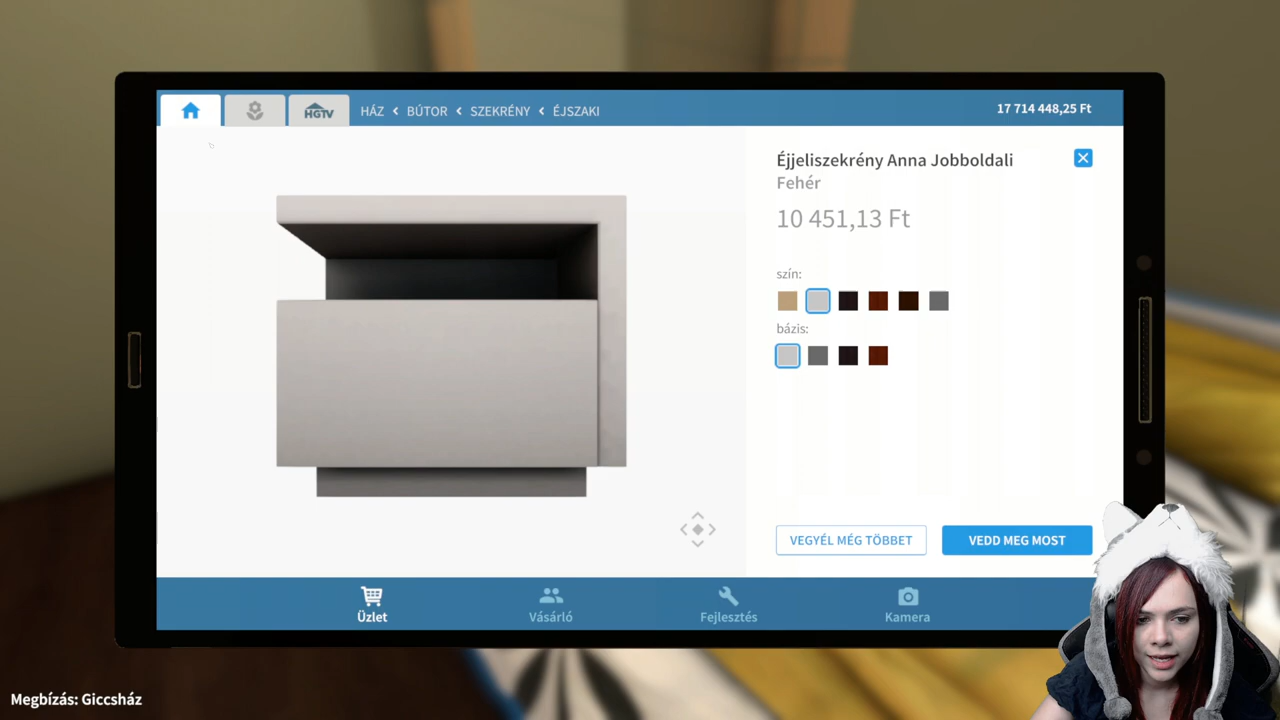 HGTV
HÁZ < BÚTOR < SZEKRÉNY < ÉJSZAKI
17 714 448,25 Ft
Éjjeliszekrény Anna Jobboldali
Fehér
10 451,13 Ft
szín:
bázis:
VEGYÉL MÉG TÖBBET
VEDD MEG MOST
Üzlet
Vásárló
Fejlesztés
Kamera
Megbízás: Giccsház